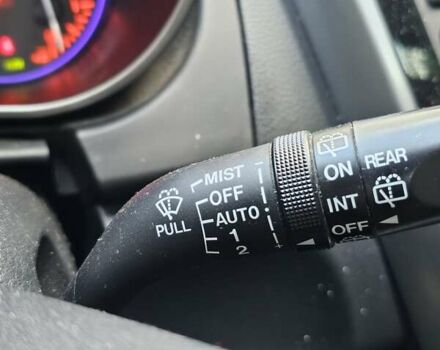 MIST
OFF
AUTO
1
2
PULL
ON
INT
OFF
REAR